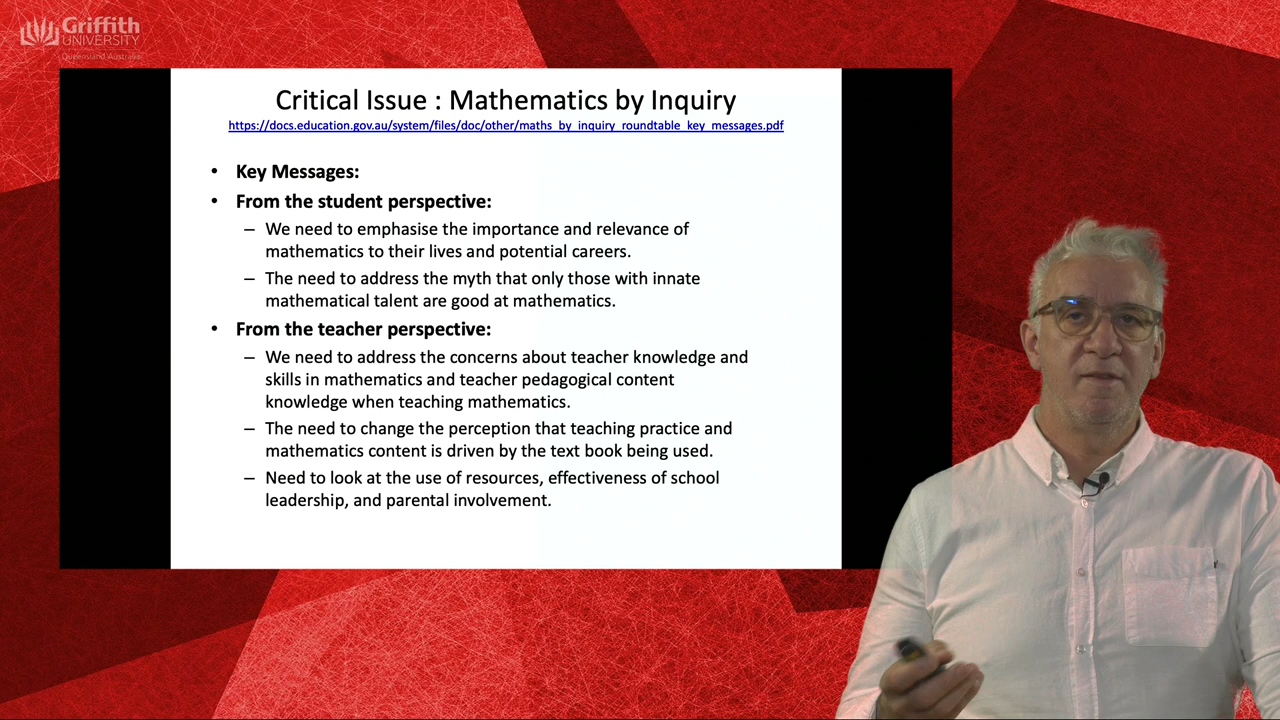 Griffith
UNIVERSITY
Queensland Australia
Critical Issue : Mathematics by Inquiry
https://docs.education.gov.au/system/files/doc/other/maths_by_inquiry_roundtable_key_messages.pdf
• Key Messages:
• From the student perspective:
– We need to emphasise the importance and relevance of
mathematics to their lives and potential careers.
– The need to address the myth that only those with innate
mathematical talent are good at mathematics.
• From the teacher perspective:
– We need to address the concerns about teacher knowledge and
skills in mathematics and teacher pedagogical content
knowledge when teaching mathematics.
– The need to change the perception that teaching practice and
mathematics content is driven by the text book being used.
– Need to look at the use of resources, effectiveness of school
leadership, and parental involvement.